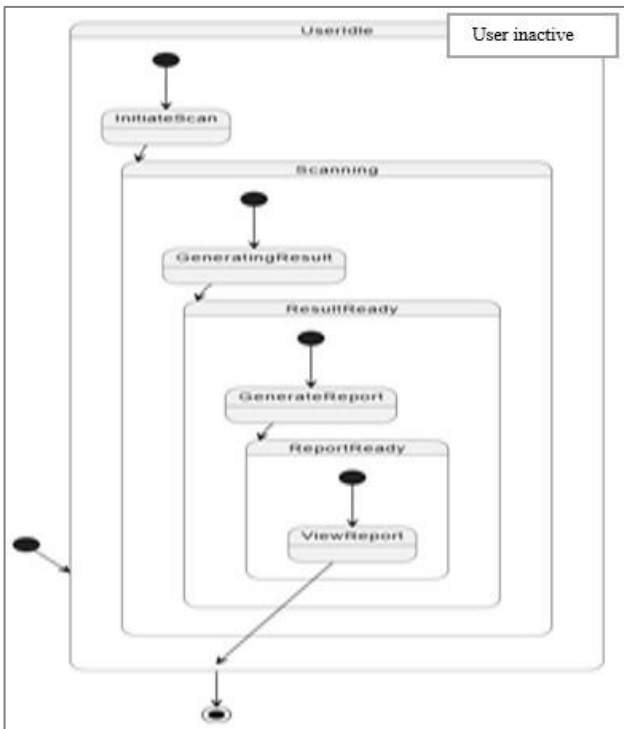 UserIdle
User inactive
InitiateScan
Scanning
GeneratingResult
ResultReady
GenerateReport
ReportReady
ViewReport